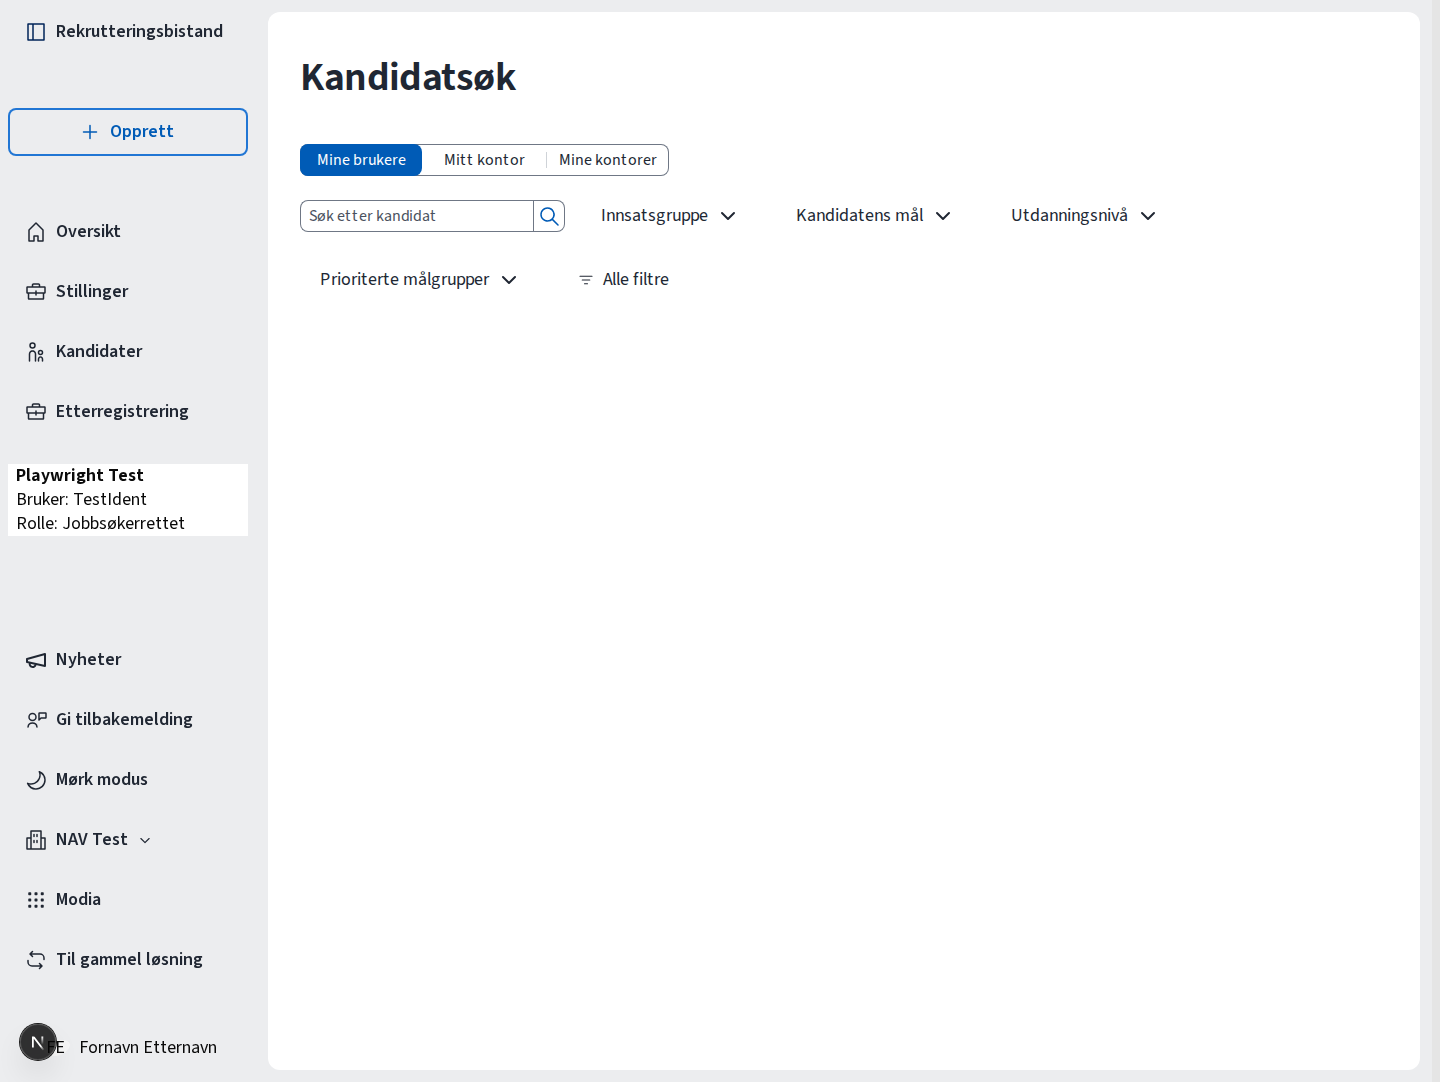 Rekrutteringsbistand
Opprett
Oversikt
Stillinger
Kandidater
Etterregistrering
Playwright Test
Bruker: TestIdent
Rolle: Jobbsøkerrettet
Nyheter
Gi tilbakemelding
Mørk modus
NAV Test
Modia
Til gammel løsning
N
FE Fornavn Etternavn
Kandidatsøk
Mine brukere Mitt kontor Mine kontorer
Søk etter kandidat Innsatsgruppe Kandidatens mål Utdanningsnivå
Prioriterte målgrupper Alle filtre